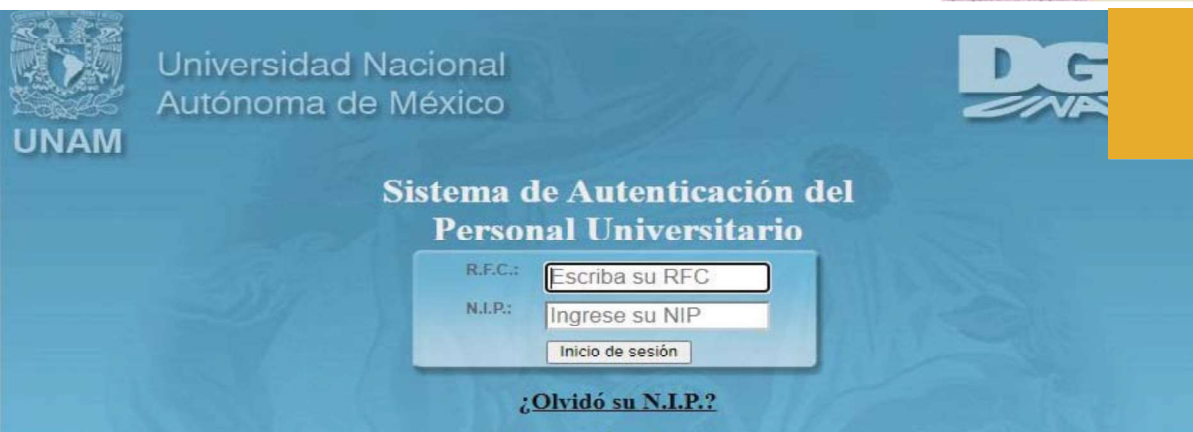 Universidad Nacional
Autónoma de México
UNAM
Sistema de Autenticación del
Personal Universitario
R.F.C.:
Escriba su RFC
N.I.P.:
Ingrese su NIP
Inicio de sesión
¿Olvidó su N.I.P.?